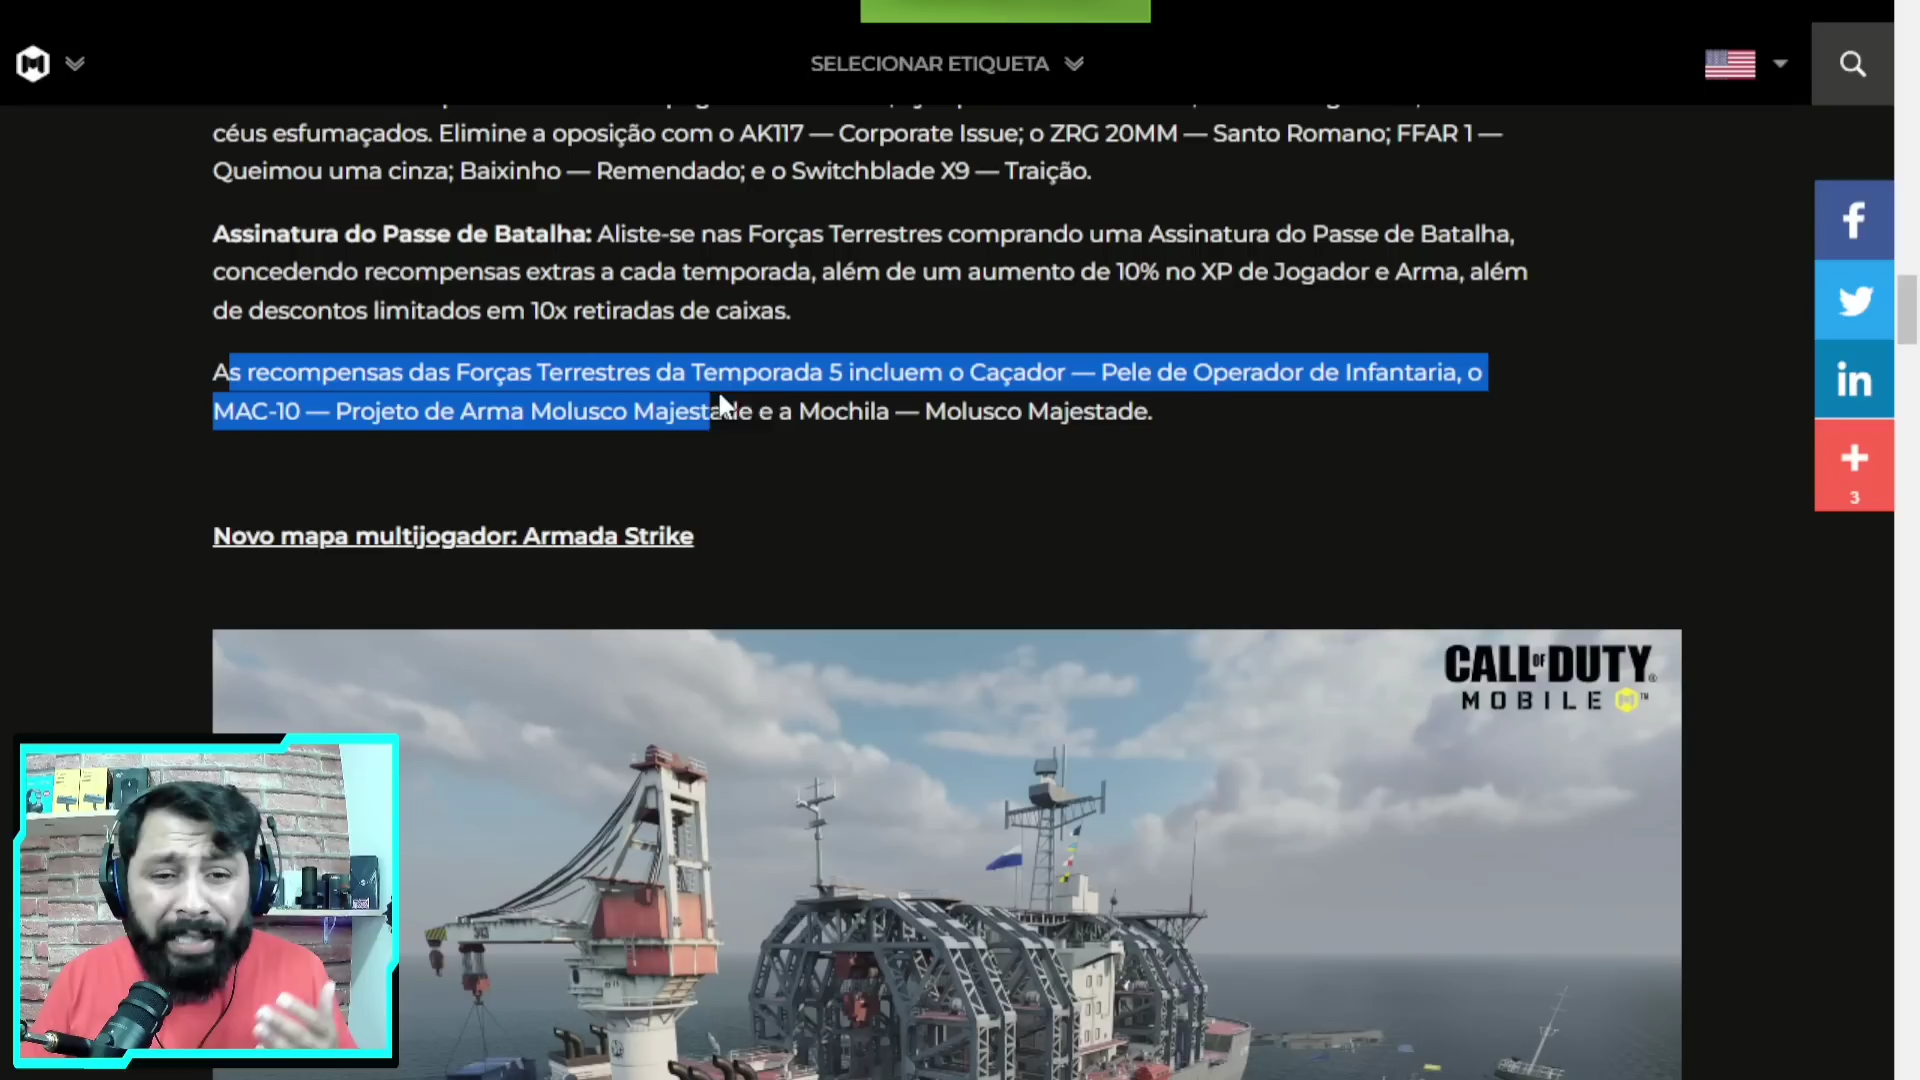 SELECIONAR ETIQUETA
céus esfumaçados. Elimine a oposição com o AK117 — Corporate Issue; o ZRG 20MM — Santo Romano; FFAR 1 —
Queimou uma cinza; Baixinho — Remendado; e o Switchblade X9 — Traição.
Assinatura do Passe de Batalha: Aliste-se nas Forças Terrestres comprando uma Assinatura do Passe de Batalha,
concedendo recompensas extras a cada temporada, além de um aumento de 10% no XP de Jogador e Arma, além
de descontos limitados em 10x retiradas de caixas.
As recompensas das Forças Terrestres da Temporada 5 incluem o Caçador — Pele de Operador de Infantaria, o
MAC-10 — Projeto de Arma Molusco Majestade e a Mochila — Molusco Majestade.
3
Novo mapa multijogador: Armada Strike
CALL OF DUTY
MOBILE